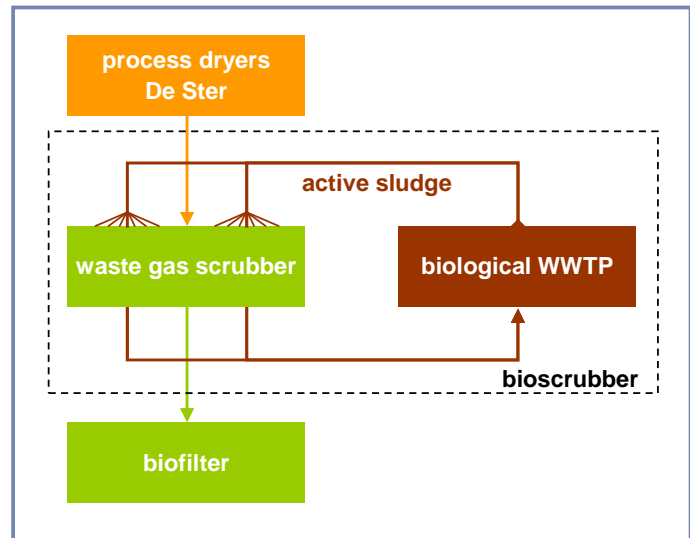 process dryers
De Ster
active sludge
waste gas scrubber
biological WWTP
bioscrubber
biofilter